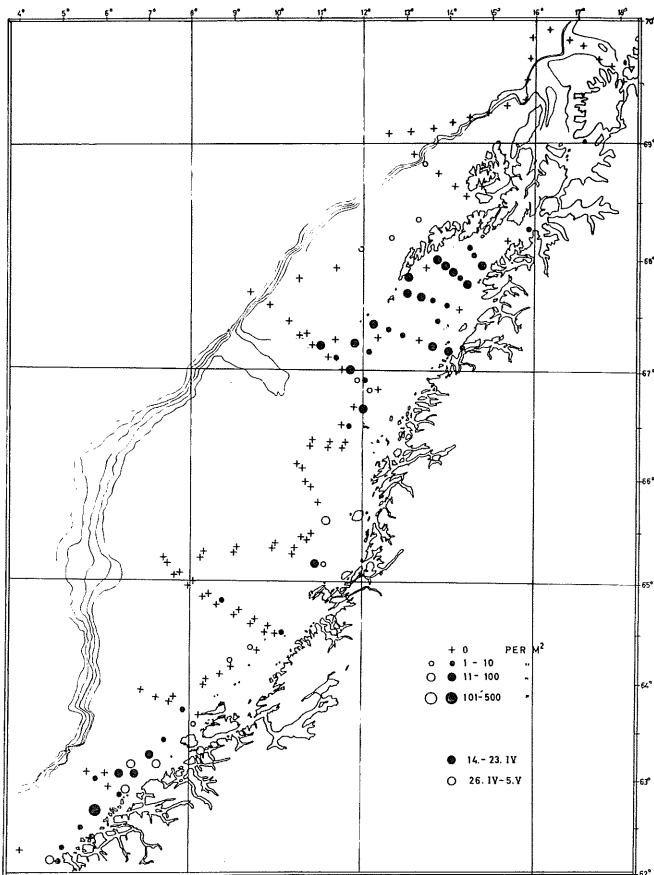 4° 5° 6° 7° 8° 9° 10° 11° 12° 13° 14° 15° 16° 17° 18°
70°
69°
68°
67°
66°
65°
+ 0 PER M²
○ ● 1 - 10 "
○ ● 11 - 100 "
64°
○ ● 101-500 "
● 14.- 23. IV
○ 26. IV-5.V
63°
62°